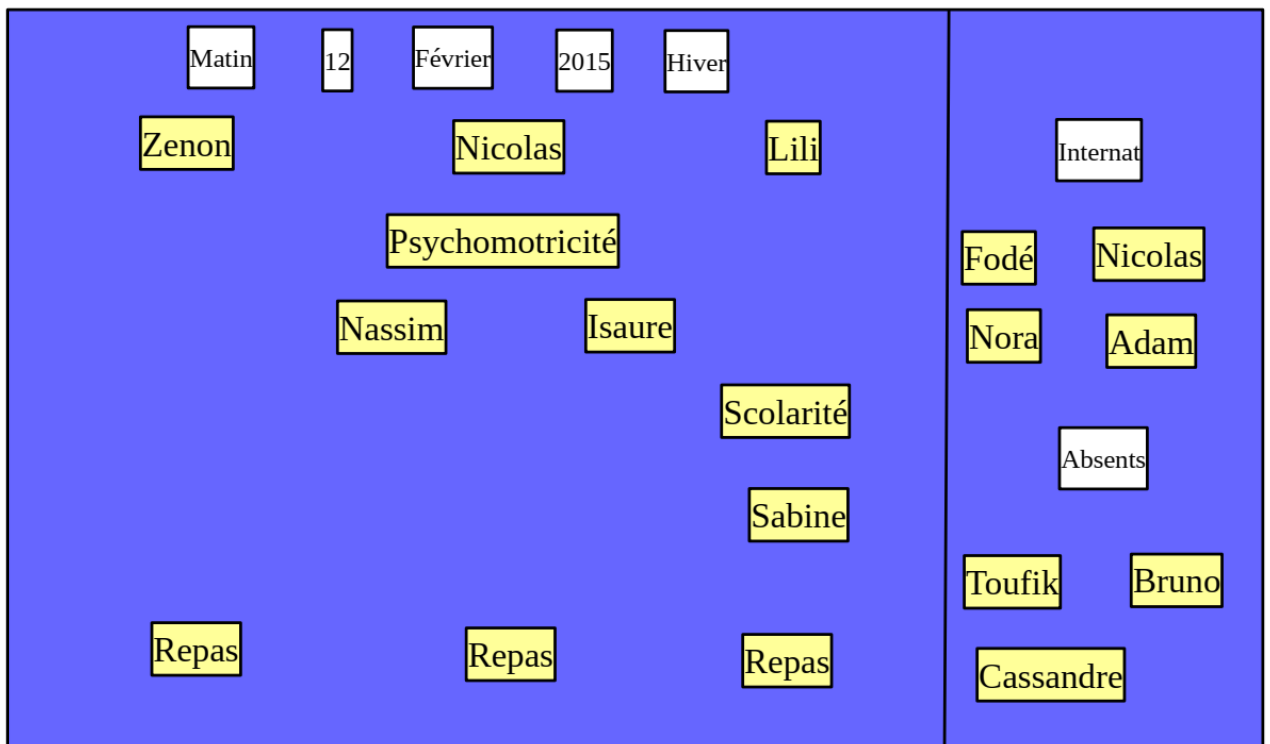 Matin 12 Février 2015 Hiver
Zenon Nicolas Lili
Psychomotricité
Nassim Isaure
Scolarité
Sabine
Repas Repas Repas
Internat
Fodé Nicolas
Nora Adam
Absents
Toufik Bruno
Cassandre